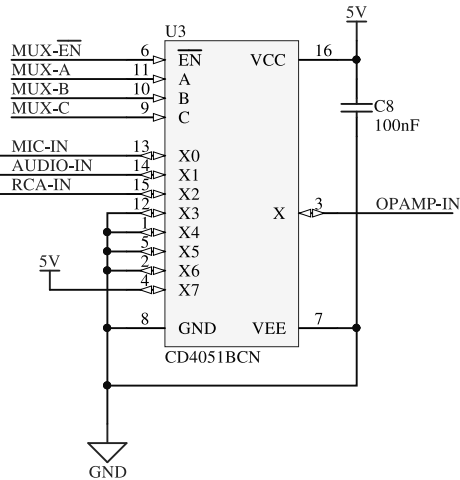 U3
5V
MUX-EN 6 EN VCC 16
MUX-A 11 A
MUX-B 10 B
MUX-C 9 C
C8
100nF
MIC-IN 13 X0
AUDIO-IN 14 X1
RCA-IN 15 X2
12 X3 X 3 OPAMP-IN
1 X4
5 X5
2 X6
5V
4 X7
8 GND VEE 7
CD4051BCN
GND